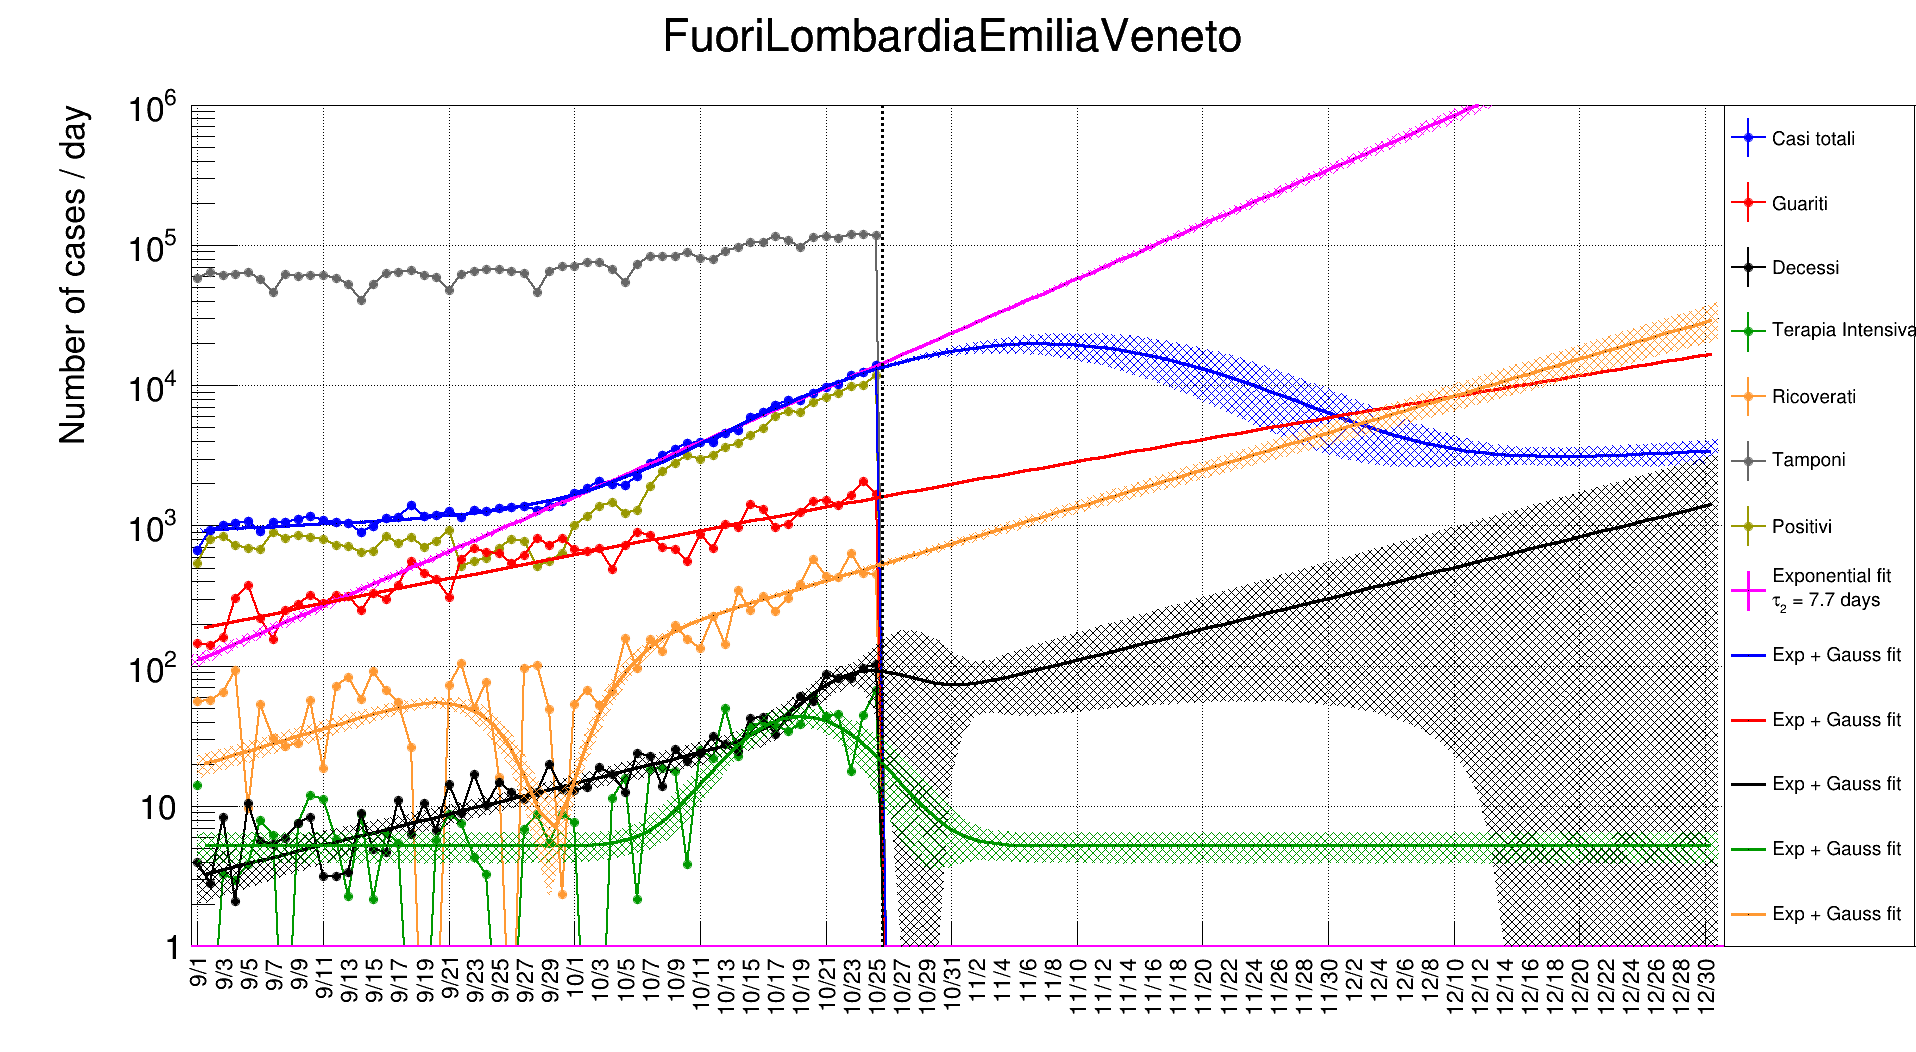 FuoriLombardiaEmiliaVeneto
Number of cases / day
10^6
10^5
10^4
10^3
10^2
10
1
9/1 9/3 9/5 9/7 9/9 9/11 9/13 9/15 9/17 9/19 9/21 9/23 9/25 9/27 9/29 10/1 10/3 10/5 10/7 10/9 10/11 10/13 10/15 10/17 10/19 10/21 10/23 10/25 10/27 10/29 10/31 11/2 11/4 11/6 11/8 11/10 11/12 11/14 11/16 11/18 11/20 11/22 11/24 11/26 11/28 11/30 12/2 12/4 12/6 12/8 12/10 12/12 12/14 12/16 12/18 12/20 12/22 12/24 12/26 12/28 12/30
Casi totali
Guariti
Decessi
Terapia Intensiva
Ricoverati
Tamponi
Positivi
Exponential fit
τ₂ = 7.7 days
Exp + Gauss fit
Exp + Gauss fit
Exp + Gauss fit
Exp + Gauss fit
Exp + Gauss fit